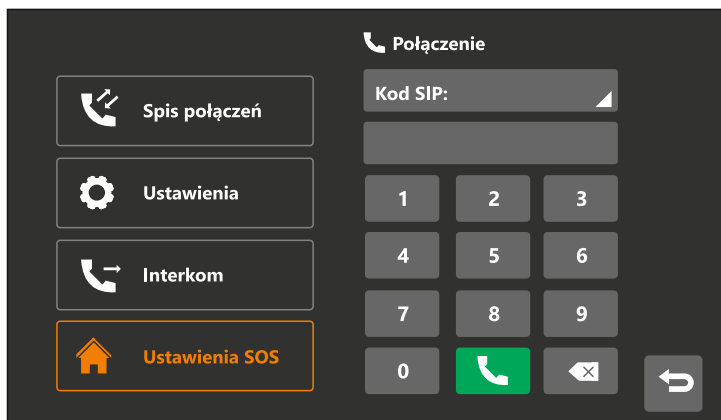 Połączenie
Kod SIP:
Spis połączeń
Ustawienia
Interkom
Ustawienia SOS
1 2 3
4 5 6
7 8 9
0